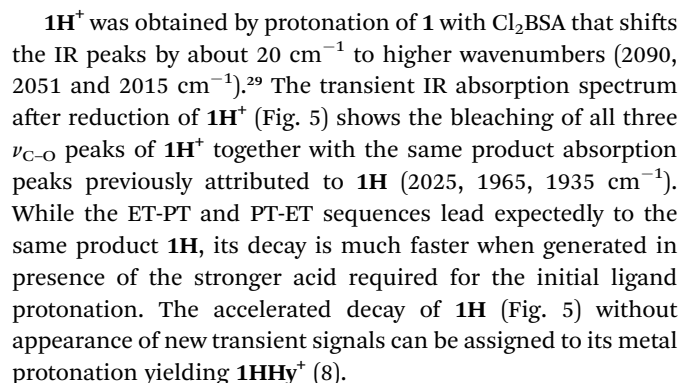 1H⁺ was obtained by protonation of 1 with Cl₂BSA that shifts
the IR peaks by about 20 cm⁻¹ to higher wavenumbers (2090,
2051 and 2015 cm⁻¹).²⁹ The transient IR absorption spectrum
after reduction of 1H⁺ (Fig. 5) shows the bleaching of all three
νC–O peaks of 1H⁺ together with the same product absorption
peaks previously attributed to 1H (2025, 1965, 1935 cm⁻¹).
While the ET-PT and PT-ET sequences lead expectedly to the
same product 1H, its decay is much faster when generated in
presence of the stronger acid required for the initial ligand
protonation. The accelerated decay of 1H (Fig. 5) without
appearance of new transient signals can be assigned to its metal
protonation yielding 1HHy⁺ (8).